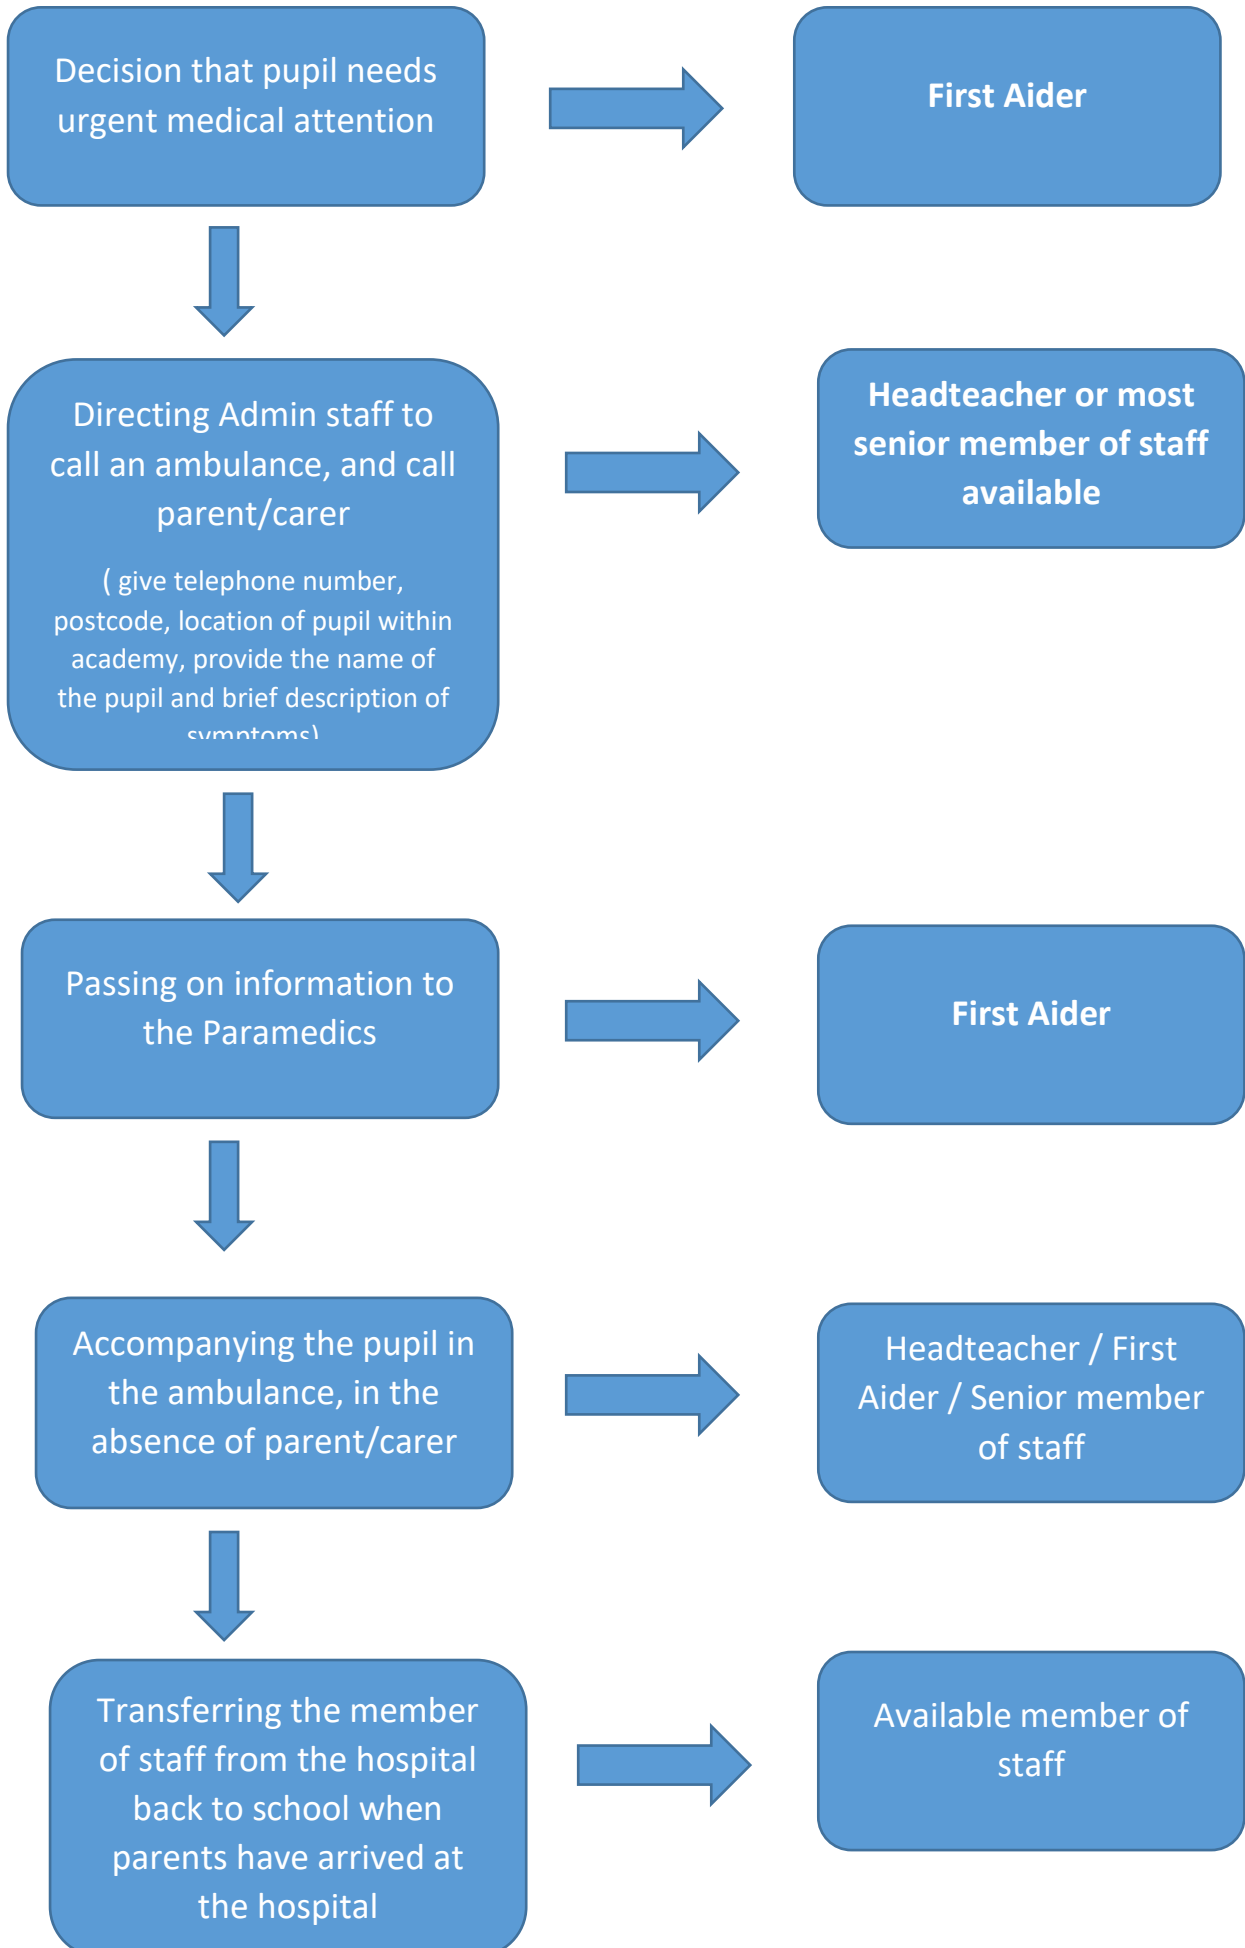 Decision that pupil needs
urgent medical attention
First Aider
Directing Admin staff to
call an ambulance, and call
parent/carer
( give telephone number,
postcode, location of pupil within
academy, provide the name of
the pupil and brief description of
symptoms)
Headteacher or most
senior member of staff
available
Passing on information to
the Paramedics
First Aider
Accompanying the pupil in
the ambulance, in the
absence of parent/carer
Headteacher / First
Aider / Senior member
of staff
Transferring the member
of staff from the hospital
back to school when
parents have arrived at
the hospital
Available member of
staff